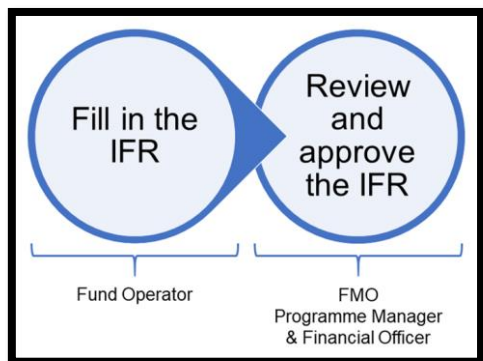 Fill in the
IFR
Review
and
approve
the IFR
Fund Operator
FMO
Programme Manager
& Financial Officer